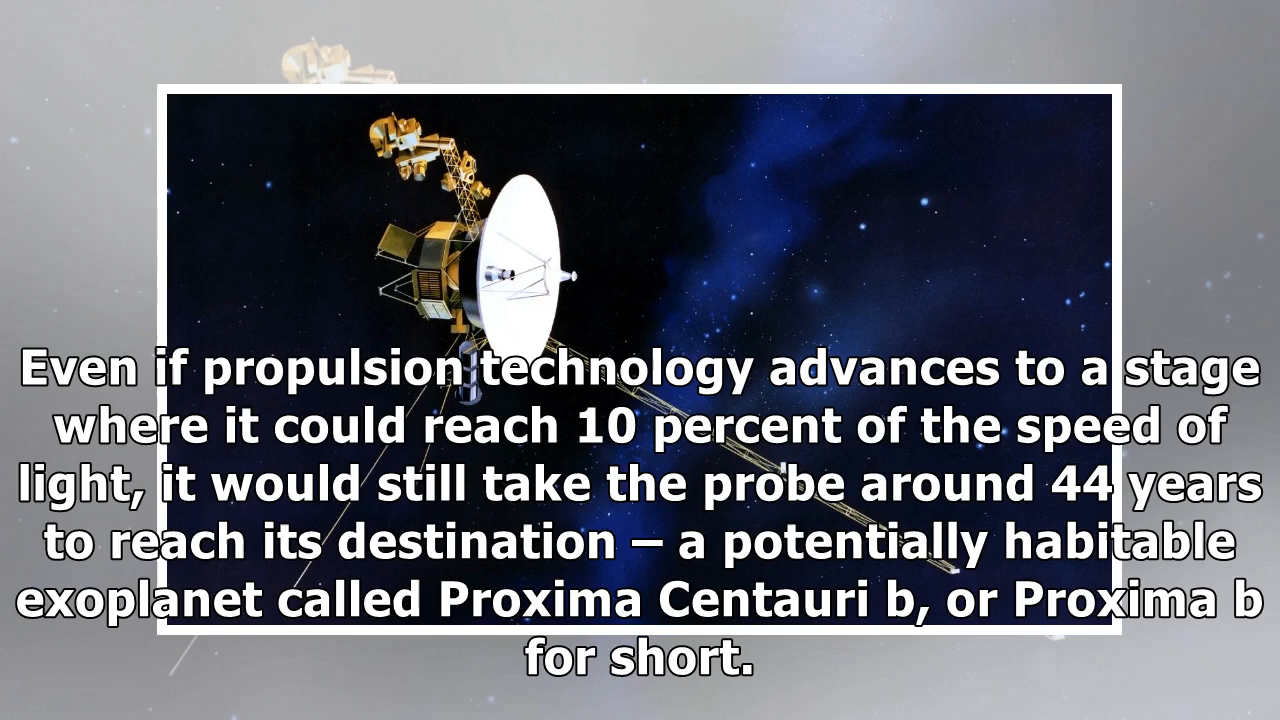 Even if propulsion technology advances to a stage
where it could reach 10 percent of the speed of
light, it would still take the probe around 44 years
to reach its destination – a potentially habitable
exoplanet called Proxima Centauri b, or Proxima b
for short.